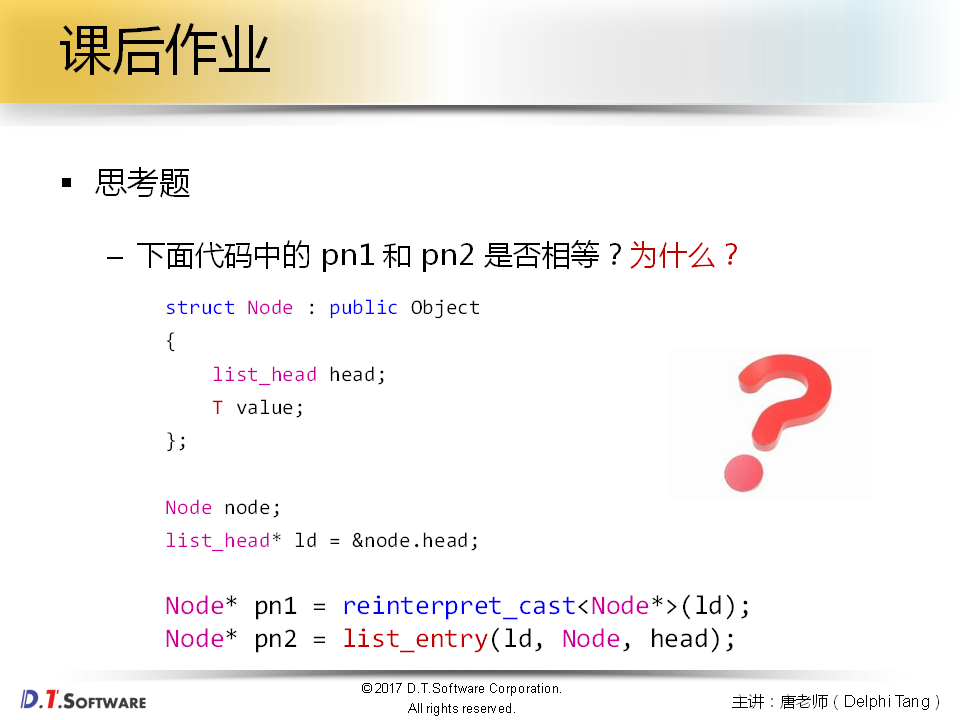 课后作业
▪ 思考题
– 下面代码中的 pn1 和 pn2 是否相等？为什么？
struct Node : public Object
{
    list_head head;
    T value;
};
Node node;
list_head* ld = &node.head;
Node* pn1 = reinterpret_cast<Node*>(ld);
Node* pn2 = list_entry(ld, Node, head);
D.T.SOFTWARE
©2017 D.T.Software Corporation.
All rights reserved.
主讲：唐老师（Delphi Tang）